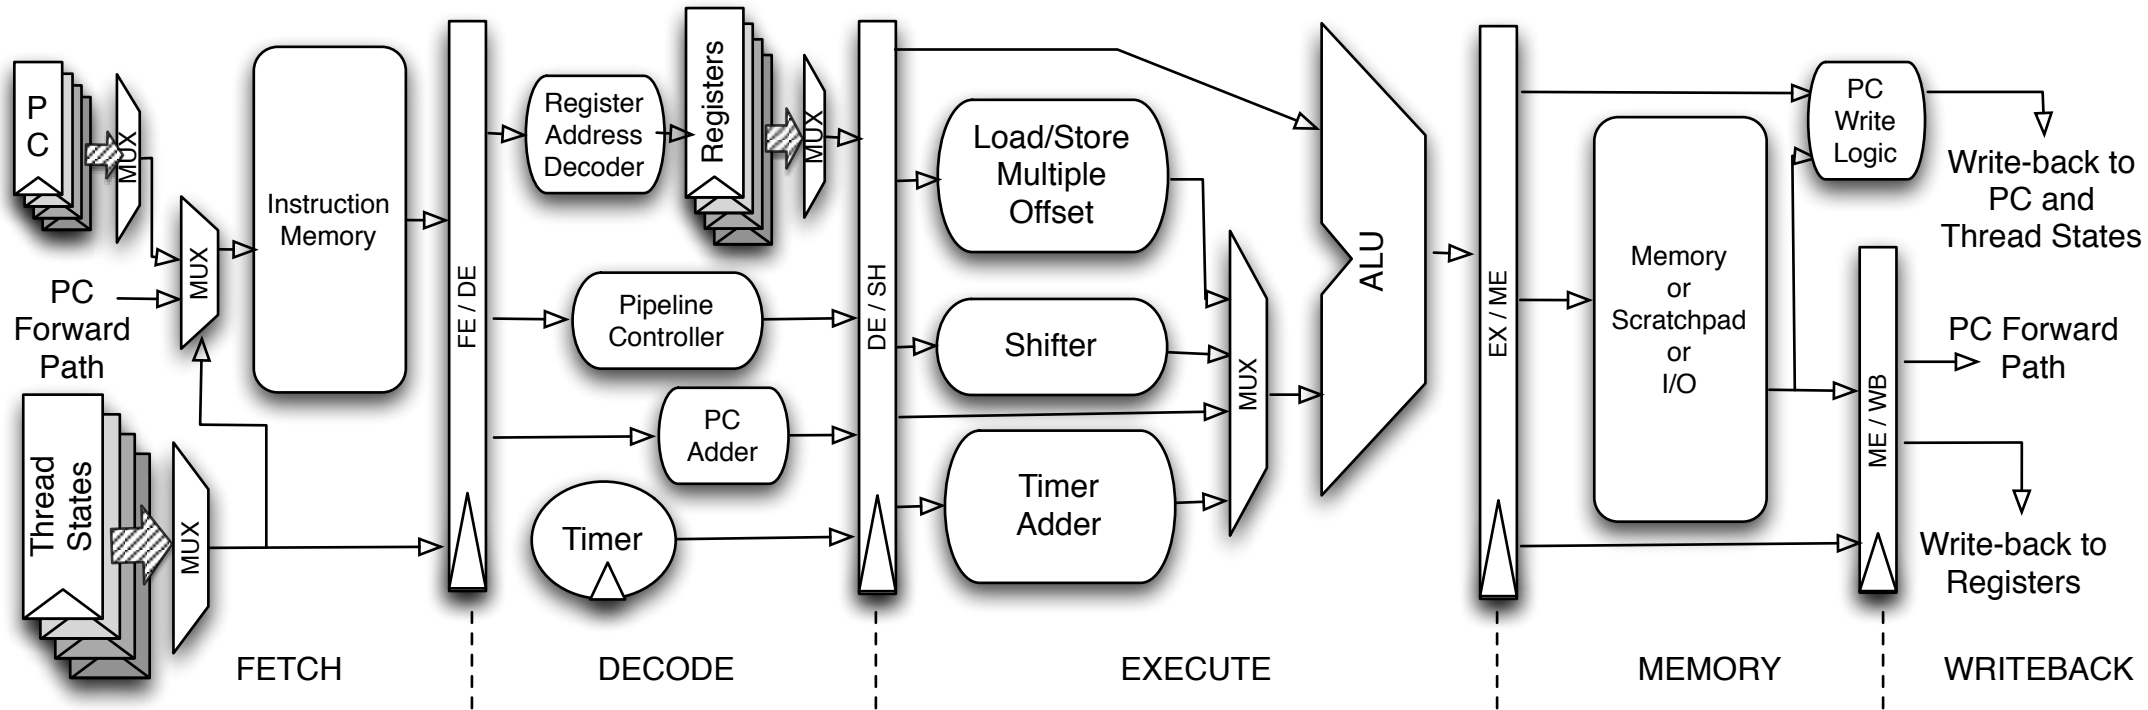 P
C
MUX
PC
Forward
Path
MUX
Thread
States
MUX
Instruction
Memory
FE / DE
Register
Address
Decoder
Registers
MUX
Pipeline
Controller
PC
Adder
Timer
DE / SH
Load/Store
Multiple
Offset
Shifter
Timer
Adder
MUX
ALU
EX / ME
Memory
or
Scratchpad
or
I/O
PC
Write
Logic
ME / WB
Write-back to
PC and
Thread States
PC Forward
Path
Write-back to
Registers
FETCH
DECODE
EXECUTE
MEMORY
WRITEBACK